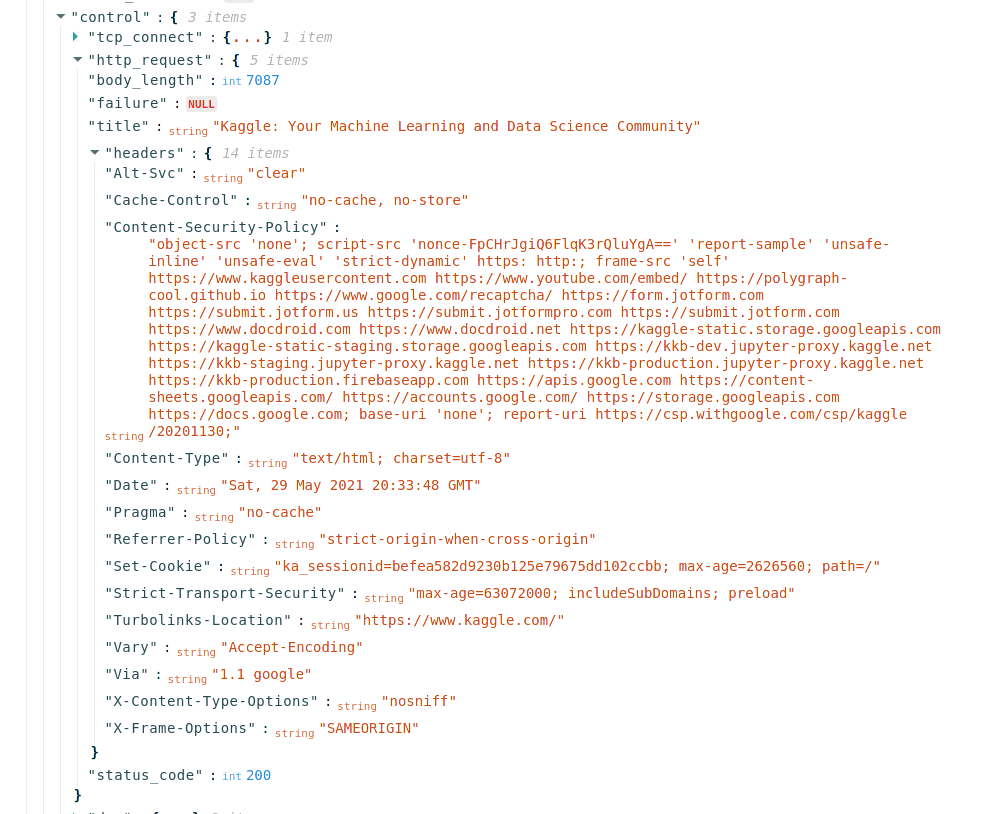 "control" : { 3 items
"tcp_connect" : {...} 1 item
"http_request" : { 5 items
"body_length" : int 7087
"failure" : NULL
"title" : string "Kaggle: Your Machine Learning and Data Science Community"
"headers" : { 14 items
"Alt-Svc" : string "clear"
"Cache-Control" : string "no-cache, no-store"
"Content-Security-Policy" :
"object-src 'none'; script-src 'nonce-FpCHrJgiQ6FlqK3rQluYgA==' 'report-sample' 'unsafe-
inline' 'unsafe-eval' 'strict-dynamic' https: http:; frame-src 'self'
https://www.kaggleusercontent.com https://www.youtube.com/embed/ https://polygraph-
cool.github.io https://www.google.com/recaptcha/ https://form.jotform.com
https://submit.jotform.us https://submit.jotformpro.com https://submit.jotform.com
https://www.docdroid.com https://www.docdroid.net https://kaggle-static.storage.googleapis.com
https://kaggle-static-staging.storage.googleapis.com https://kkb-dev.jupyter-proxy.kaggle.net
https://kkb-staging.jupyter-proxy.kaggle.net https://kkb-production.jupyter-proxy.kaggle.net
https://kkb-production.firebaseapp.com https://apis.google.com https://content-
sheets.googleapis.com/ https://accounts.google.com/ https://storage.googleapis.com
https://docs.google.com; base-uri 'none'; report-uri https://csp.withgoogle.com/csp/kaggle
string /20201130;"
"Content-Type" : string "text/html; charset=utf-8"
"Date" : string "Sat, 29 May 2021 20:33:48 GMT"
"Pragma" : string "no-cache"
"Referrer-Policy" : string "strict-origin-when-cross-origin"
"Set-Cookie" : string "ka_sessionid=befea582d9230b125e79675dd102ccbb; max-age=2626560; path=/"
"Strict-Transport-Security" : string "max-age=63072000; includeSubDomains; preload"
"Turbolinks-Location" : string "https://www.kaggle.com/"
"Vary" : string "Accept-Encoding"
"Via" : string "1.1 google"
"X-Content-Type-Options" : string "nosniff"
"X-Frame-Options" : string "SAMEORIGIN"
}
"status_code" : int 200
}